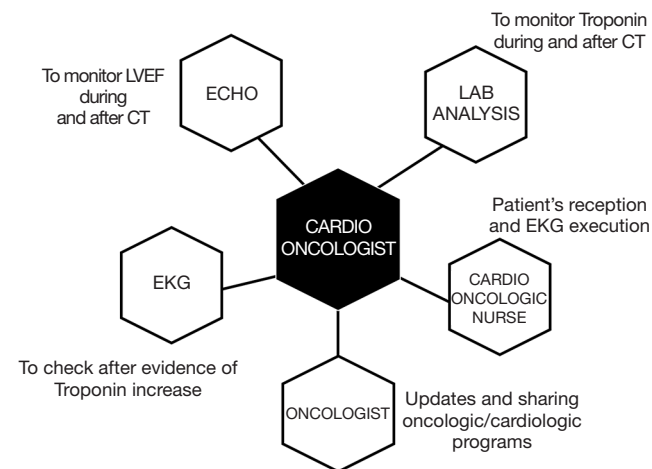 To monitor Troponin
during and after CT
To monitor LVEF
during
and after CT
ECHO
LAB
ANALYSIS
CARDIO
ONCOLOGIST
Patient's reception
and EKG execution
EKG
CARDIO
ONCOLOGIC
NURSE
To check after evidence of
Troponin increase
ONCOLOGIST
Updates and sharing
oncologic/cardiologic
programs